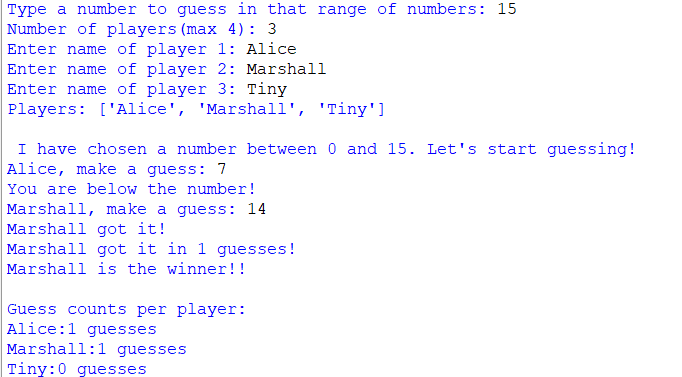 Type a number to guess in that range of numbers: 15
Number of players(max 4): 3
Enter name of player 1: Alice
Enter name of player 2: Marshall
Enter name of player 3: Tiny
Players: ['Alice', 'Marshall', 'Tiny']

 I have chosen a number between 0 and 15. Let's start guessing!
Alice, make a guess: 7
You are below the number!
Marshall, make a guess: 14
Marshall got it!
Marshall got it in 1 guesses!
Marshall is the winner!!

Guess counts per player:
Alice:1 guesses
Marshall:1 guesses
Tiny:0 guesses